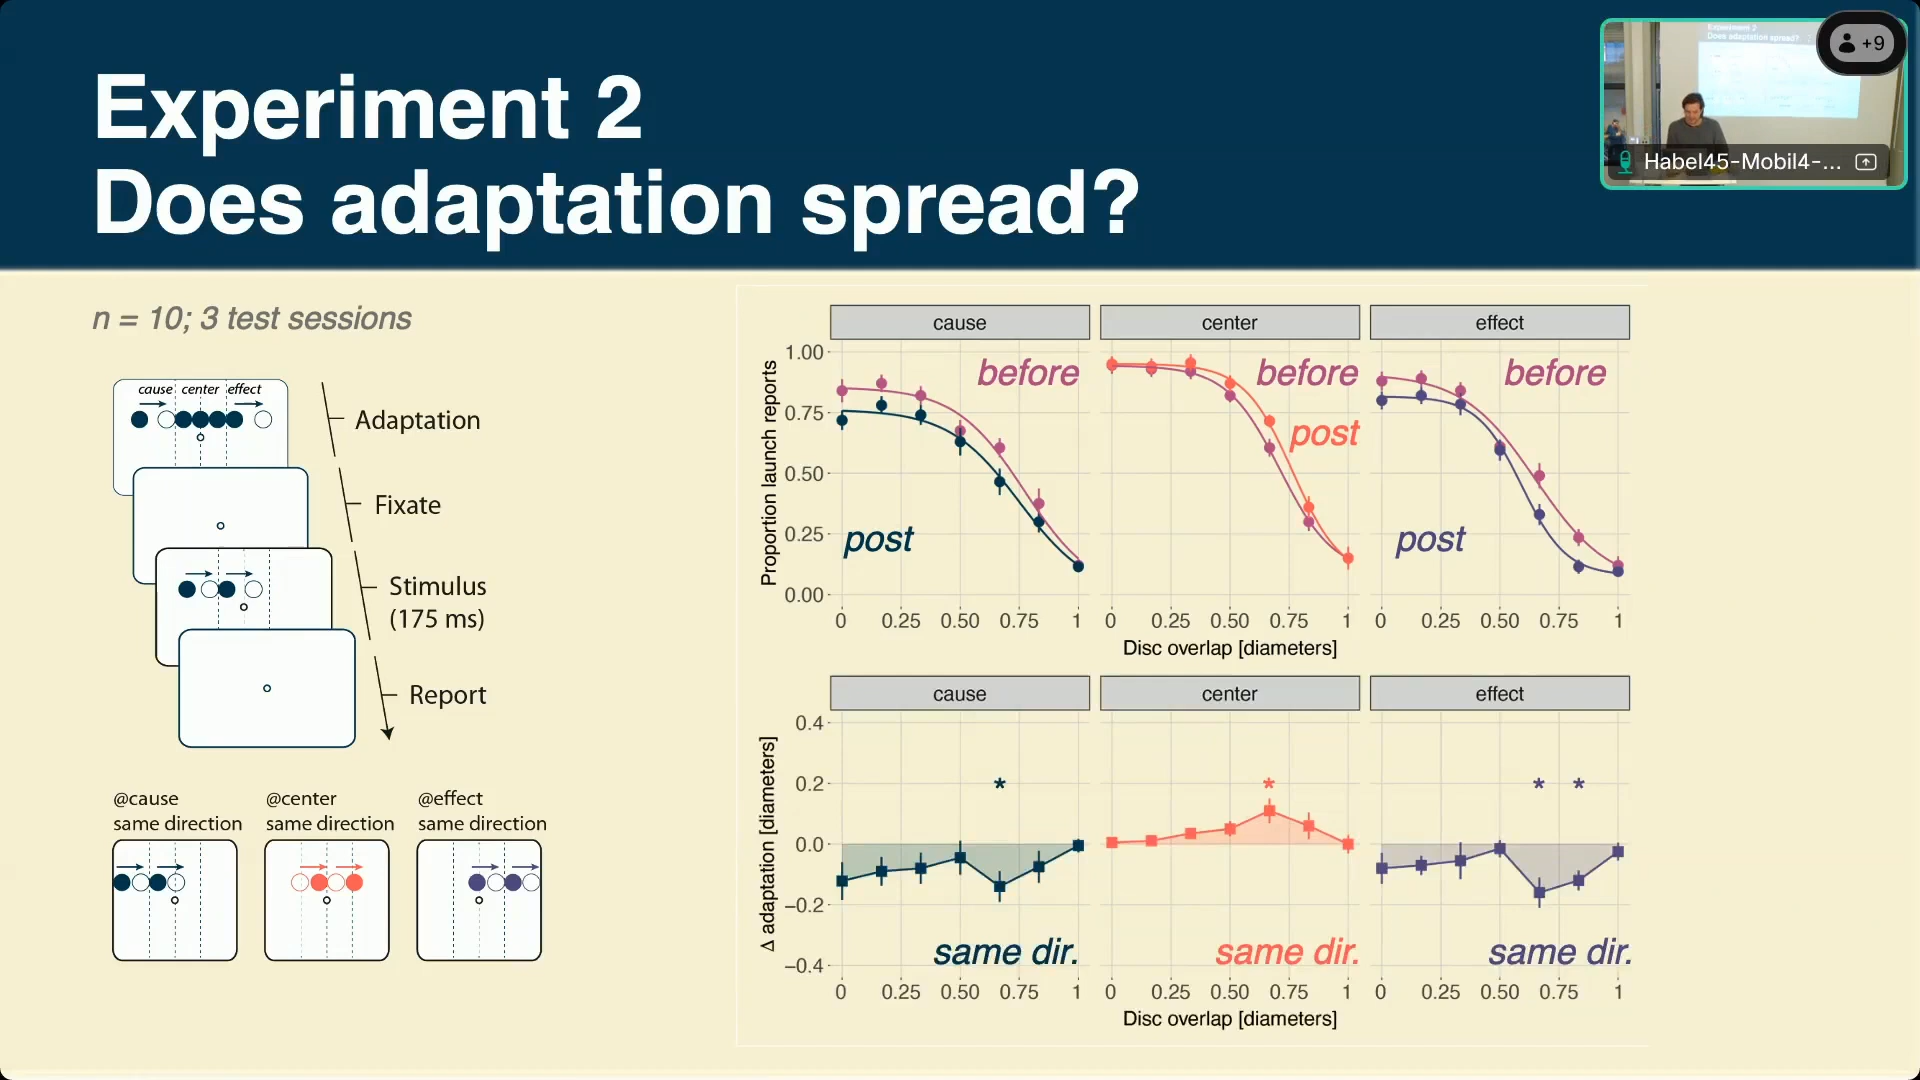 Experiment 2
Does adaptation spread?
+9
Experiment 2
Does adaptation spread?
Habel45-Mobil4-...
n = 10; 3 test sessions
cause center effect
Adaptation
Fixate
Stimulus
(175 ms)
Report
@cause
same direction
@center
same direction
@effect
same direction
cause center effect
Proportion launch reports
1.00
0.75
0.50
0.25
0.00
before
post
before
post
before
post
0 0.25 0.50 0.75 1 0 0.25 0.50 0.75 1 0 0.25 0.50 0.75 1
Disc overlap [diameters]
cause center effect
Δ adaptation [diameters]
0.4
0.2
0.0
−0.2
−0.4
* * * *
same dir. same dir. same dir.
0 0.25 0.50 0.75 1 0 0.25 0.50 0.75 1 0 0.25 0.50 0.75 1
Disc overlap [diameters]